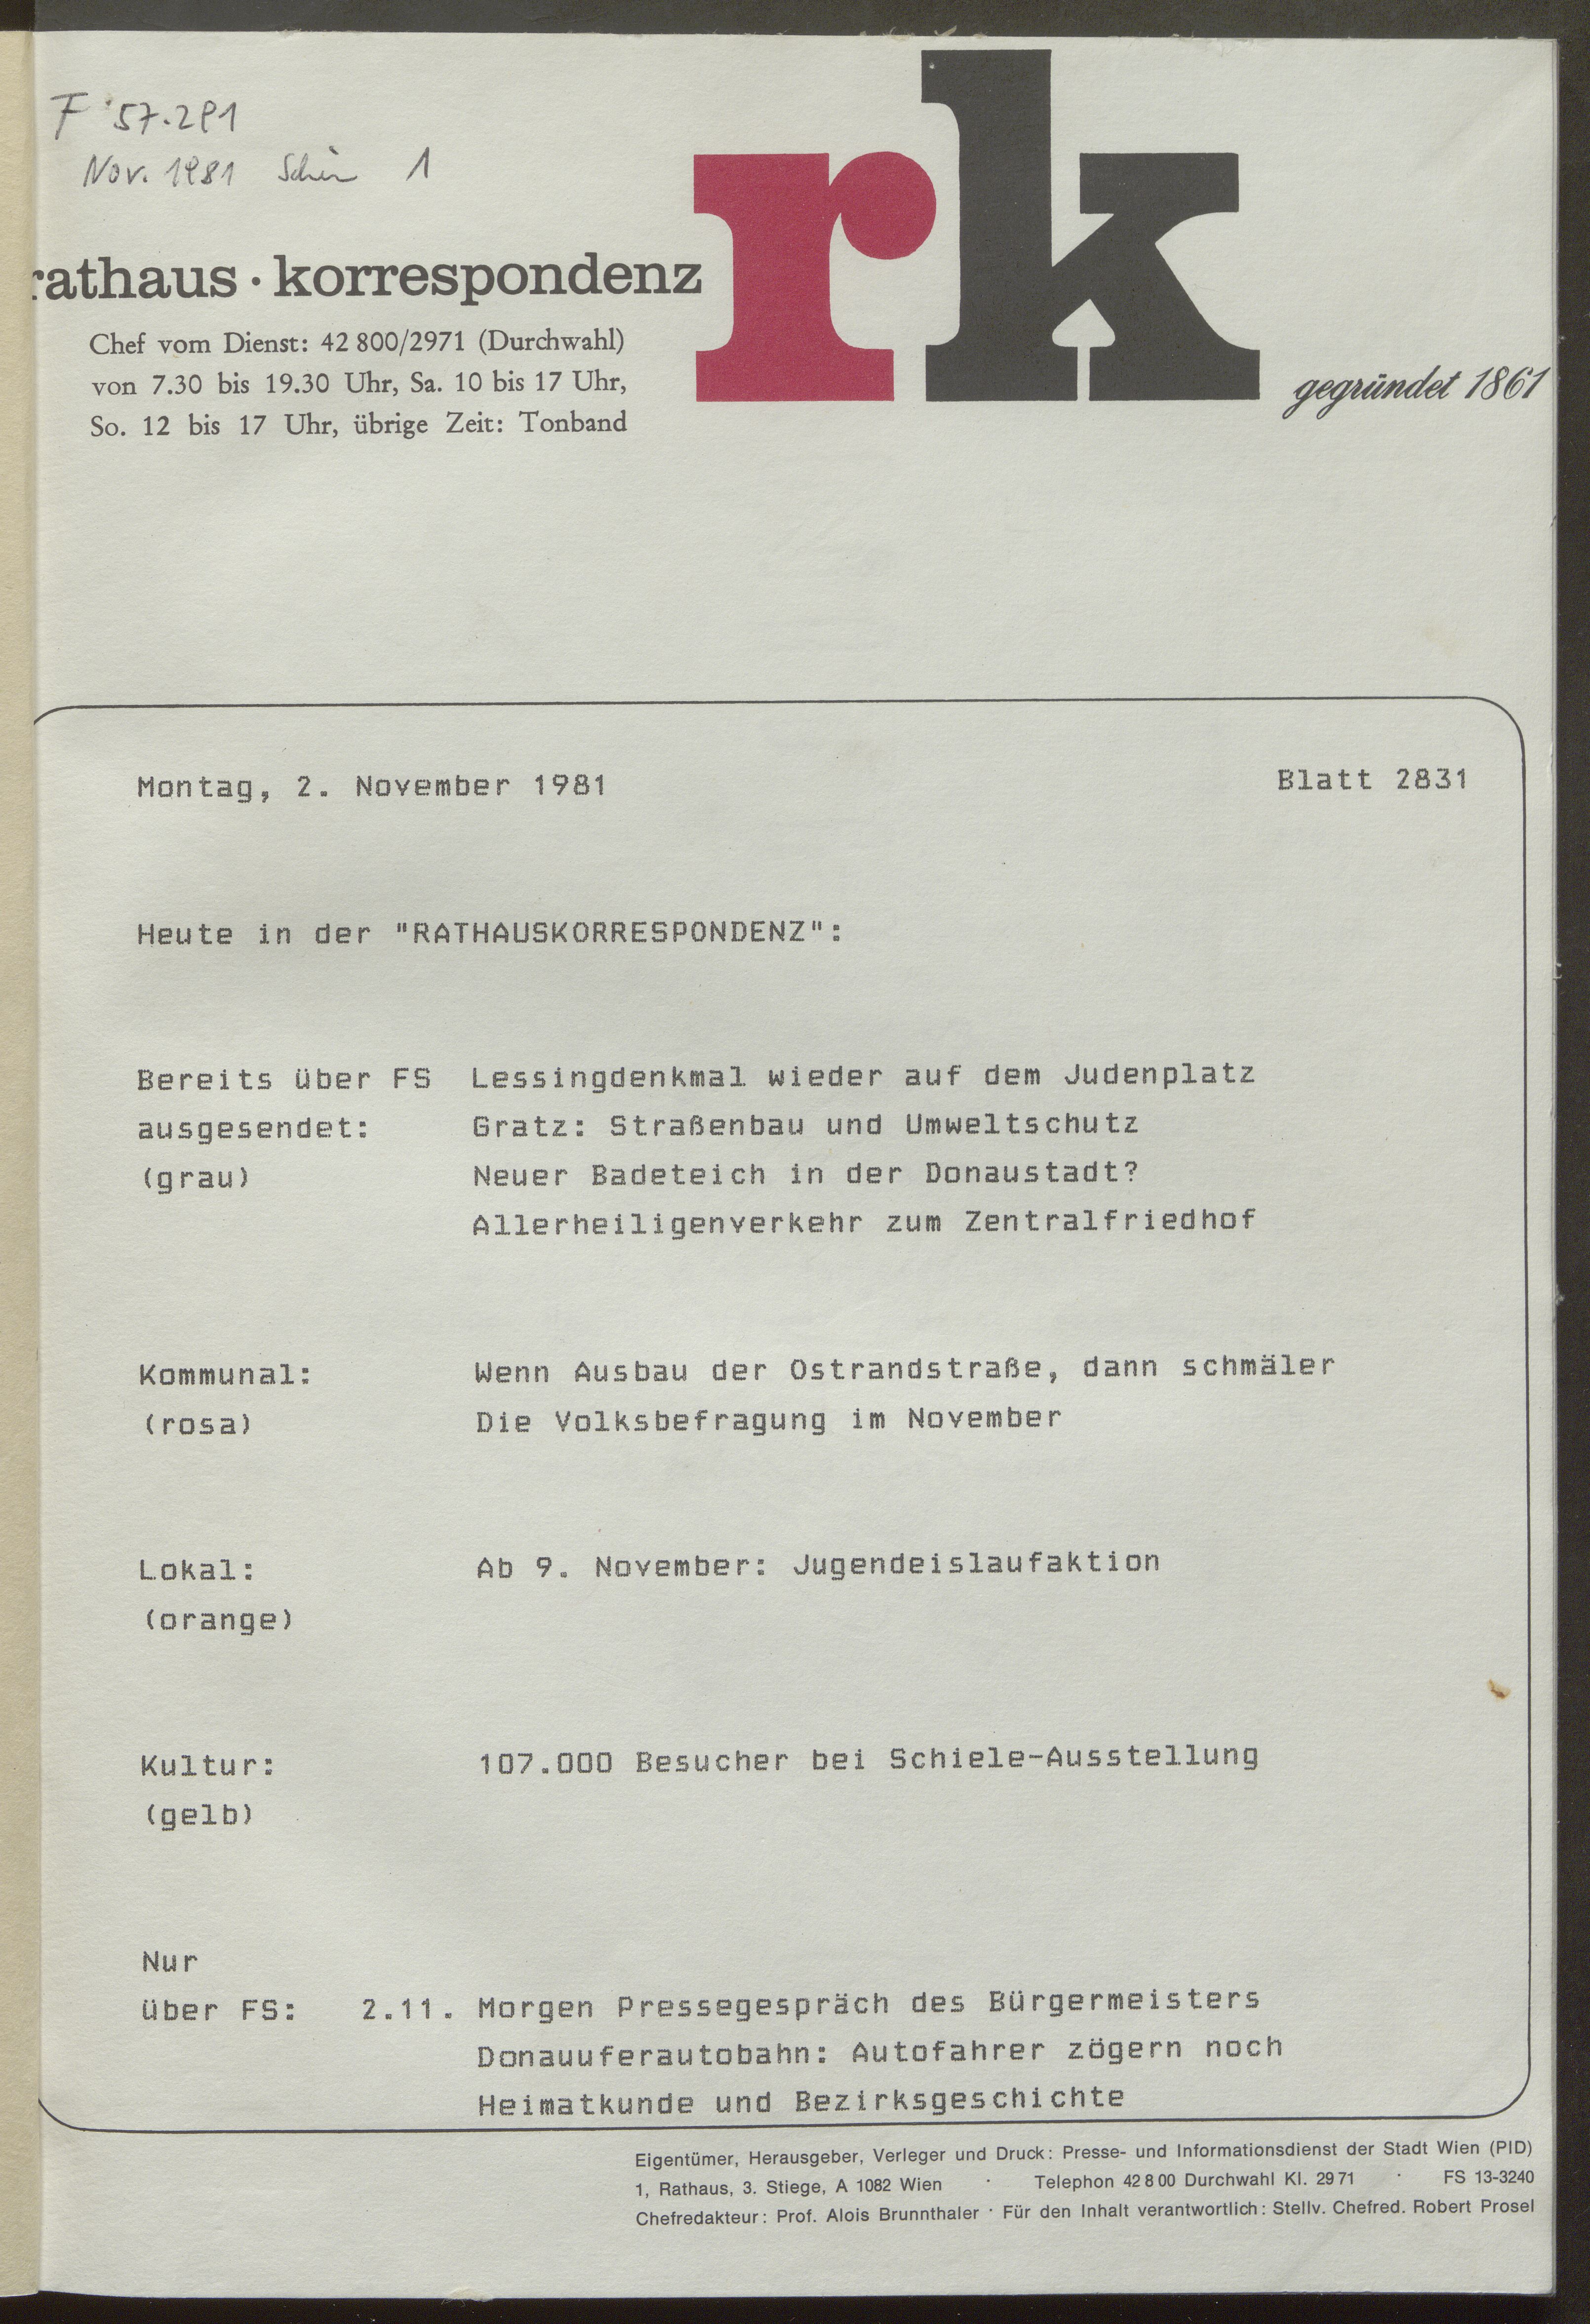 F 57.291
Nov. 1981 1
rathaus · korrespondenz
rk
Chef vom Dienst: 42 800/2971 (Durchwahl)
von 7.30 bis 19.30 Uhr, Sa. 10 bis 17 Uhr,
So. 12 bis 17 Uhr, übrige Zeit: Tonband
gegründet 1861
Montag, 2. November 1981 Blatt 2831
Heute in der "RATHAUSKORRESPONDENZ":
Bereits über FS Lessingdenkmal wieder auf dem Judenplatz
ausgesendet: Gratz: Straßenbau und Umweltschutz
(grau) Neuer Badeteich in der Donaustadt?
Allerheiligenverkehr zum Zentralfriedhof
Kommunal: Wenn Ausbau der Ostrandstraße, dann schmäler
(rosa) Die Volksbefragung im November
Lokal: Ab 9. November: Jugendeislaufaktion
(orange)
Kultur: 107.000 Besucher bei Schiele-Ausstellung
(gelb)
Nur
über FS: 2.11. Morgen Pressegespräch des Bürgermeisters
Donauuferautobahn: Autofahrer zögern noch
Heimatkunde und Bezirksgeschichte
Eigentümer, Herausgeber, Verleger und Druck: Presse- und Informationsdienst der Stadt Wien (PID)
1, Rathaus, 3. Stiege, A 1082 Wien · Telephon 42 8 00 Durchwahl Kl. 29 71 · FS 13-3240
Chefredakteur: Prof. Alois Brunnthaler · Für den Inhalt verantwortlich: Stellv. Chefred. Robert Prosel